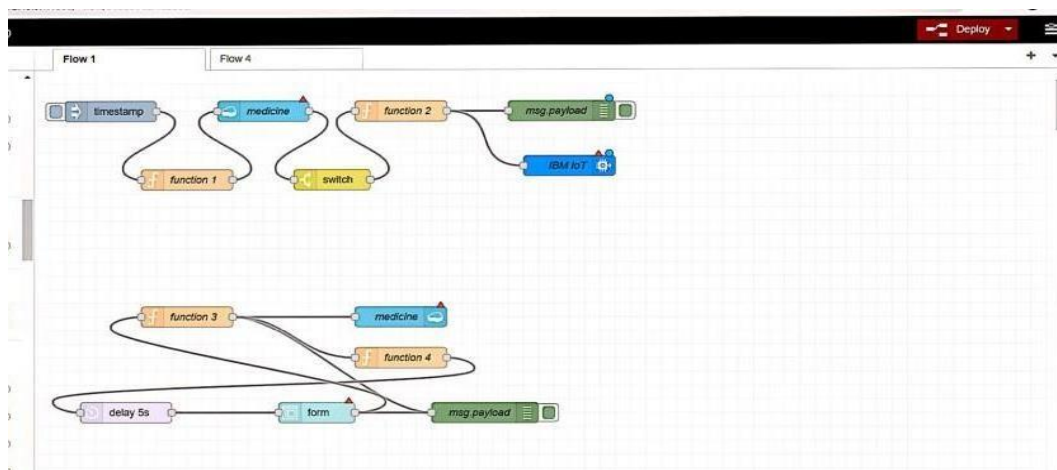 Deploy
Flow 1 Flow 4
timestamp medicine function 2 msg.payload
IBM IoT
function 1 switch
function 3 medicine
function 4
delay 5s form msg.payload